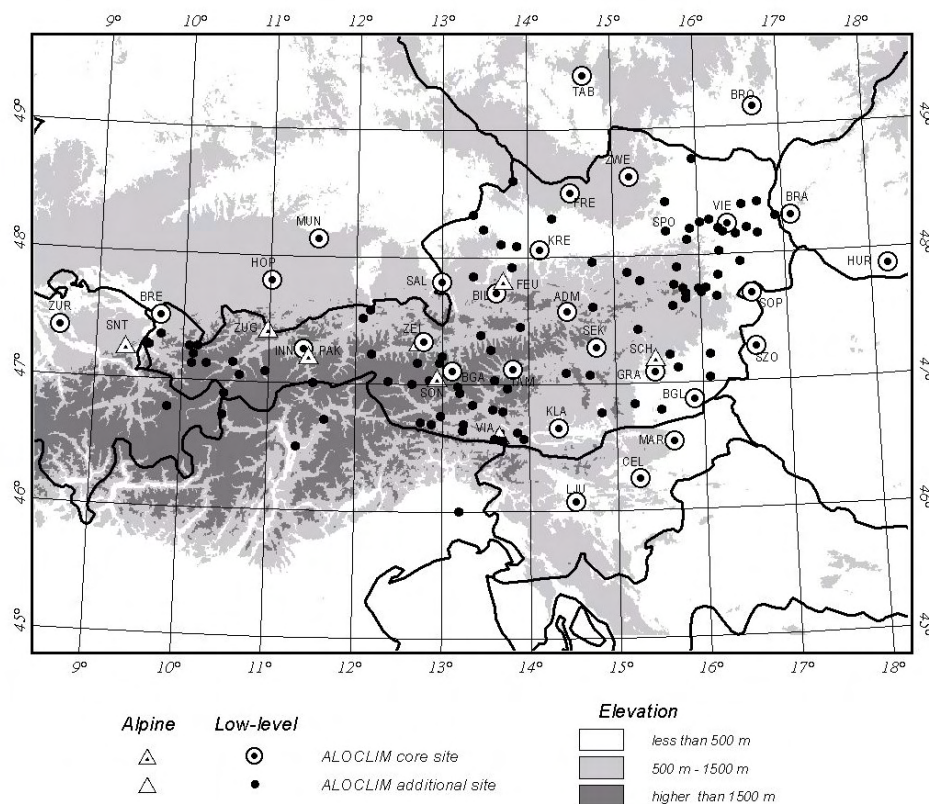 9° 10° 11° 12° 13° 14° 15° 16° 17° 18°
49° 49°
48° 48°
47° 47°
46° 46°
45° 45°
TAB
BRO
ZWE
FRE
BRA
VIE
SPO
MUN
KRE
HUR
HOP
SAL
FEU
BRE
ZUR
ADM
SOP
SNT
ZUG
ZEL
SEK
INN
PAK
SCH
SZO
BGA
TAM
GRA
SON
BGL
KLA
VIA
MAR
CEL
LJU
9° 10° 11° 12° 13° 14° 15° 16° 17° 18°
Alpine Low-level
ALOCLIM core site
ALOCLIM additional site
Elevation
less than 500 m
500 m - 1500 m
higher than 1500 m